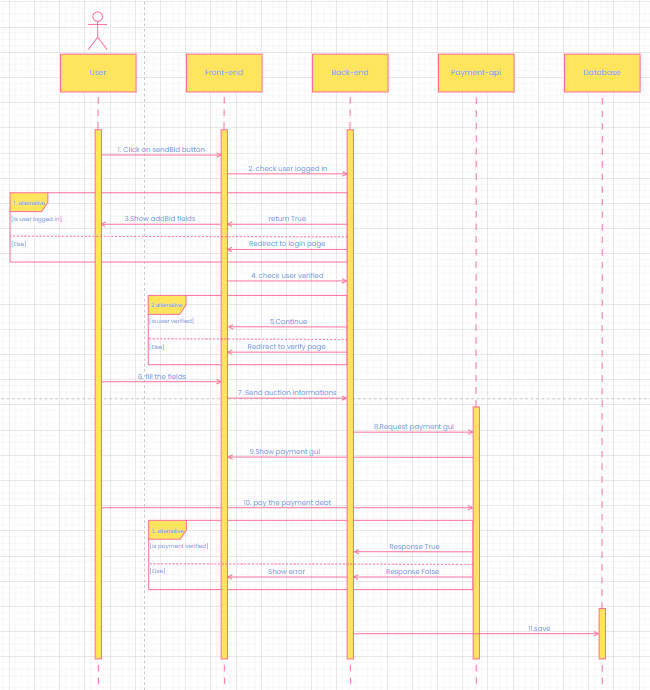 User
Front-end
Back-end
Payment-api
Database
1. Click on sendBid button
2. check user logged in
1. alternative
[is user logged in]
3.Show addBid fields
return True
[Else]
Redirect to login page
4. check user verified
2.alternative
[is user verified]
5.Continue
[Else]
Redirect to verify page
6. fill the fields
7. Send auction informations
8.Request payment gui
9.Show payment gui
10. pay the payment debt
3. alternative
[is payment verified]
Response True
[Else]
Show error
Response False
11.save